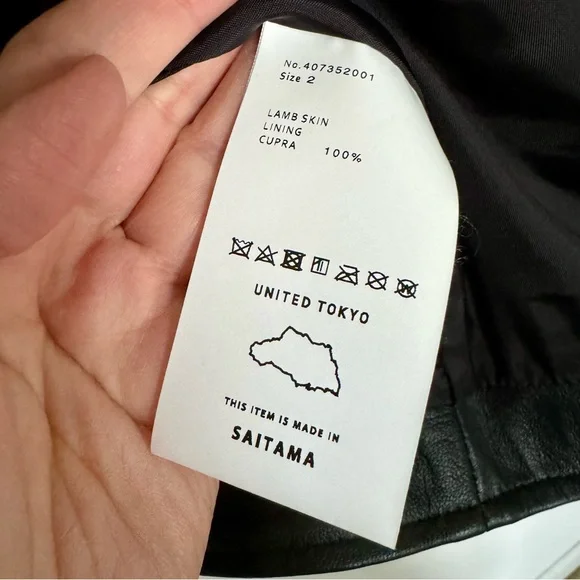 No. 407352001
Size 2
LAMB SKIN
LINING
CUPRA 100%
UNITED TOKYO
THIS ITEM IS MADE IN
SAITAMA